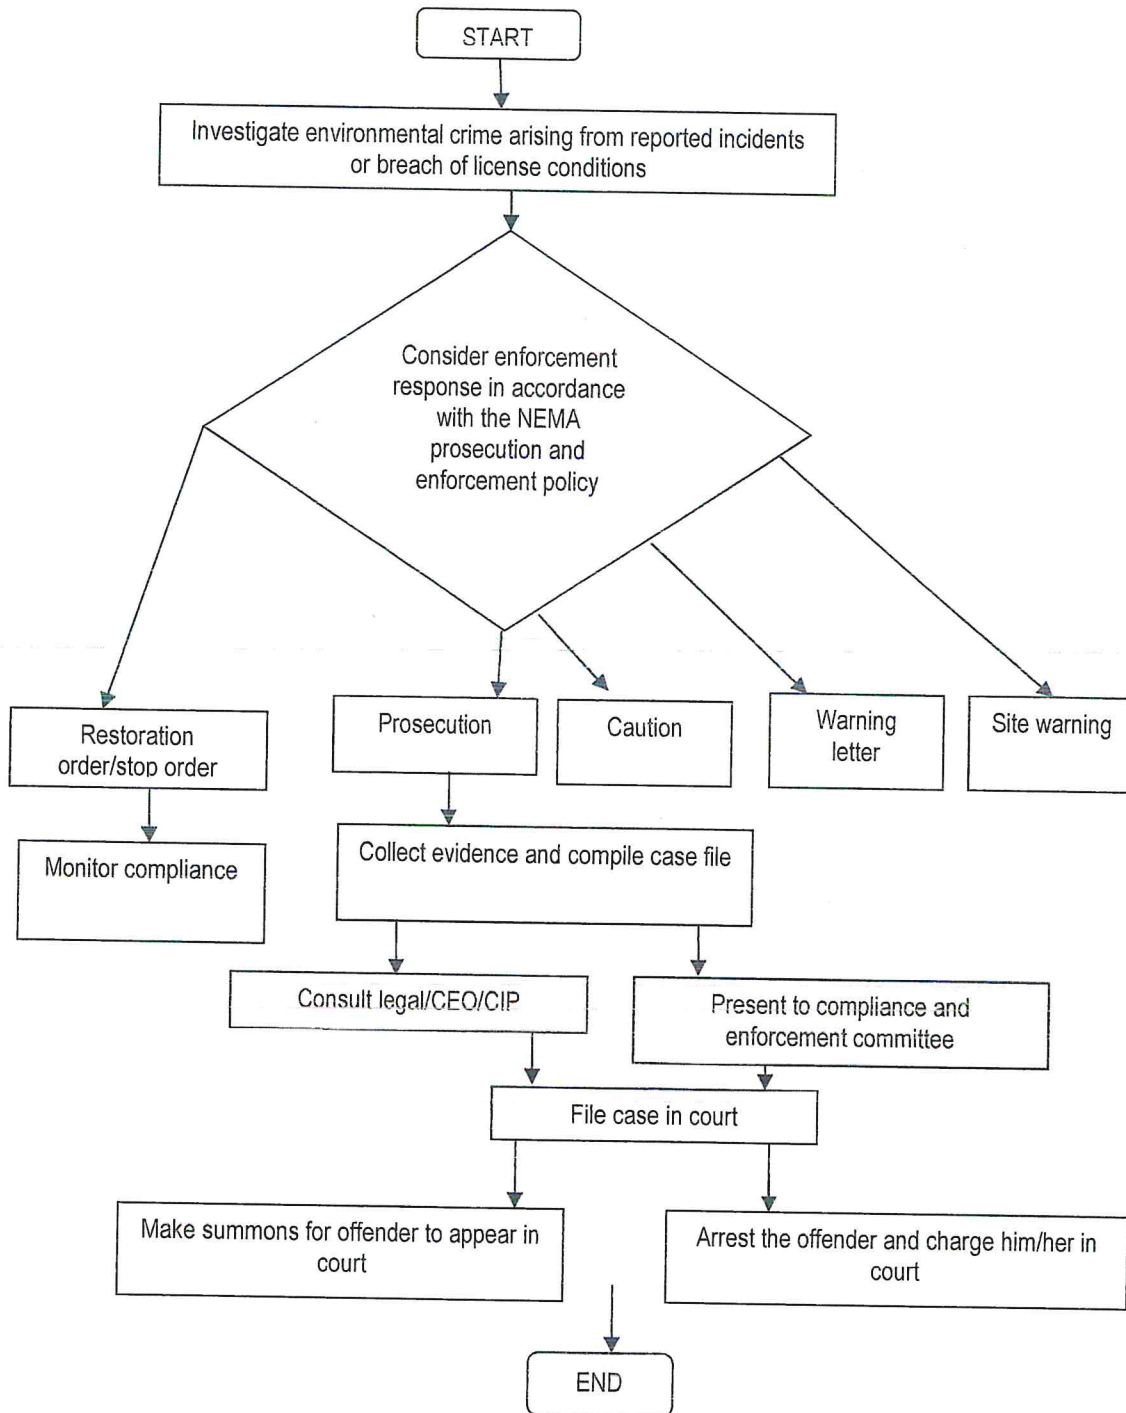 START
Investigate environmental crime arising from reported incidents
or breach of license conditions
Consider enforcement
response in accordance
with the NEMA
prosecution and
enforcement policy
Restoration
order/stop order
Prosecution
Caution
Warning
letter
Site warning
Monitor compliance
Collect evidence and compile case file
Consult legal/CEO/CIP
Present to compliance and
enforcement committee
File case in court
Make summons for offender to appear in
court
Arrest the offender and charge him/her in
court
END